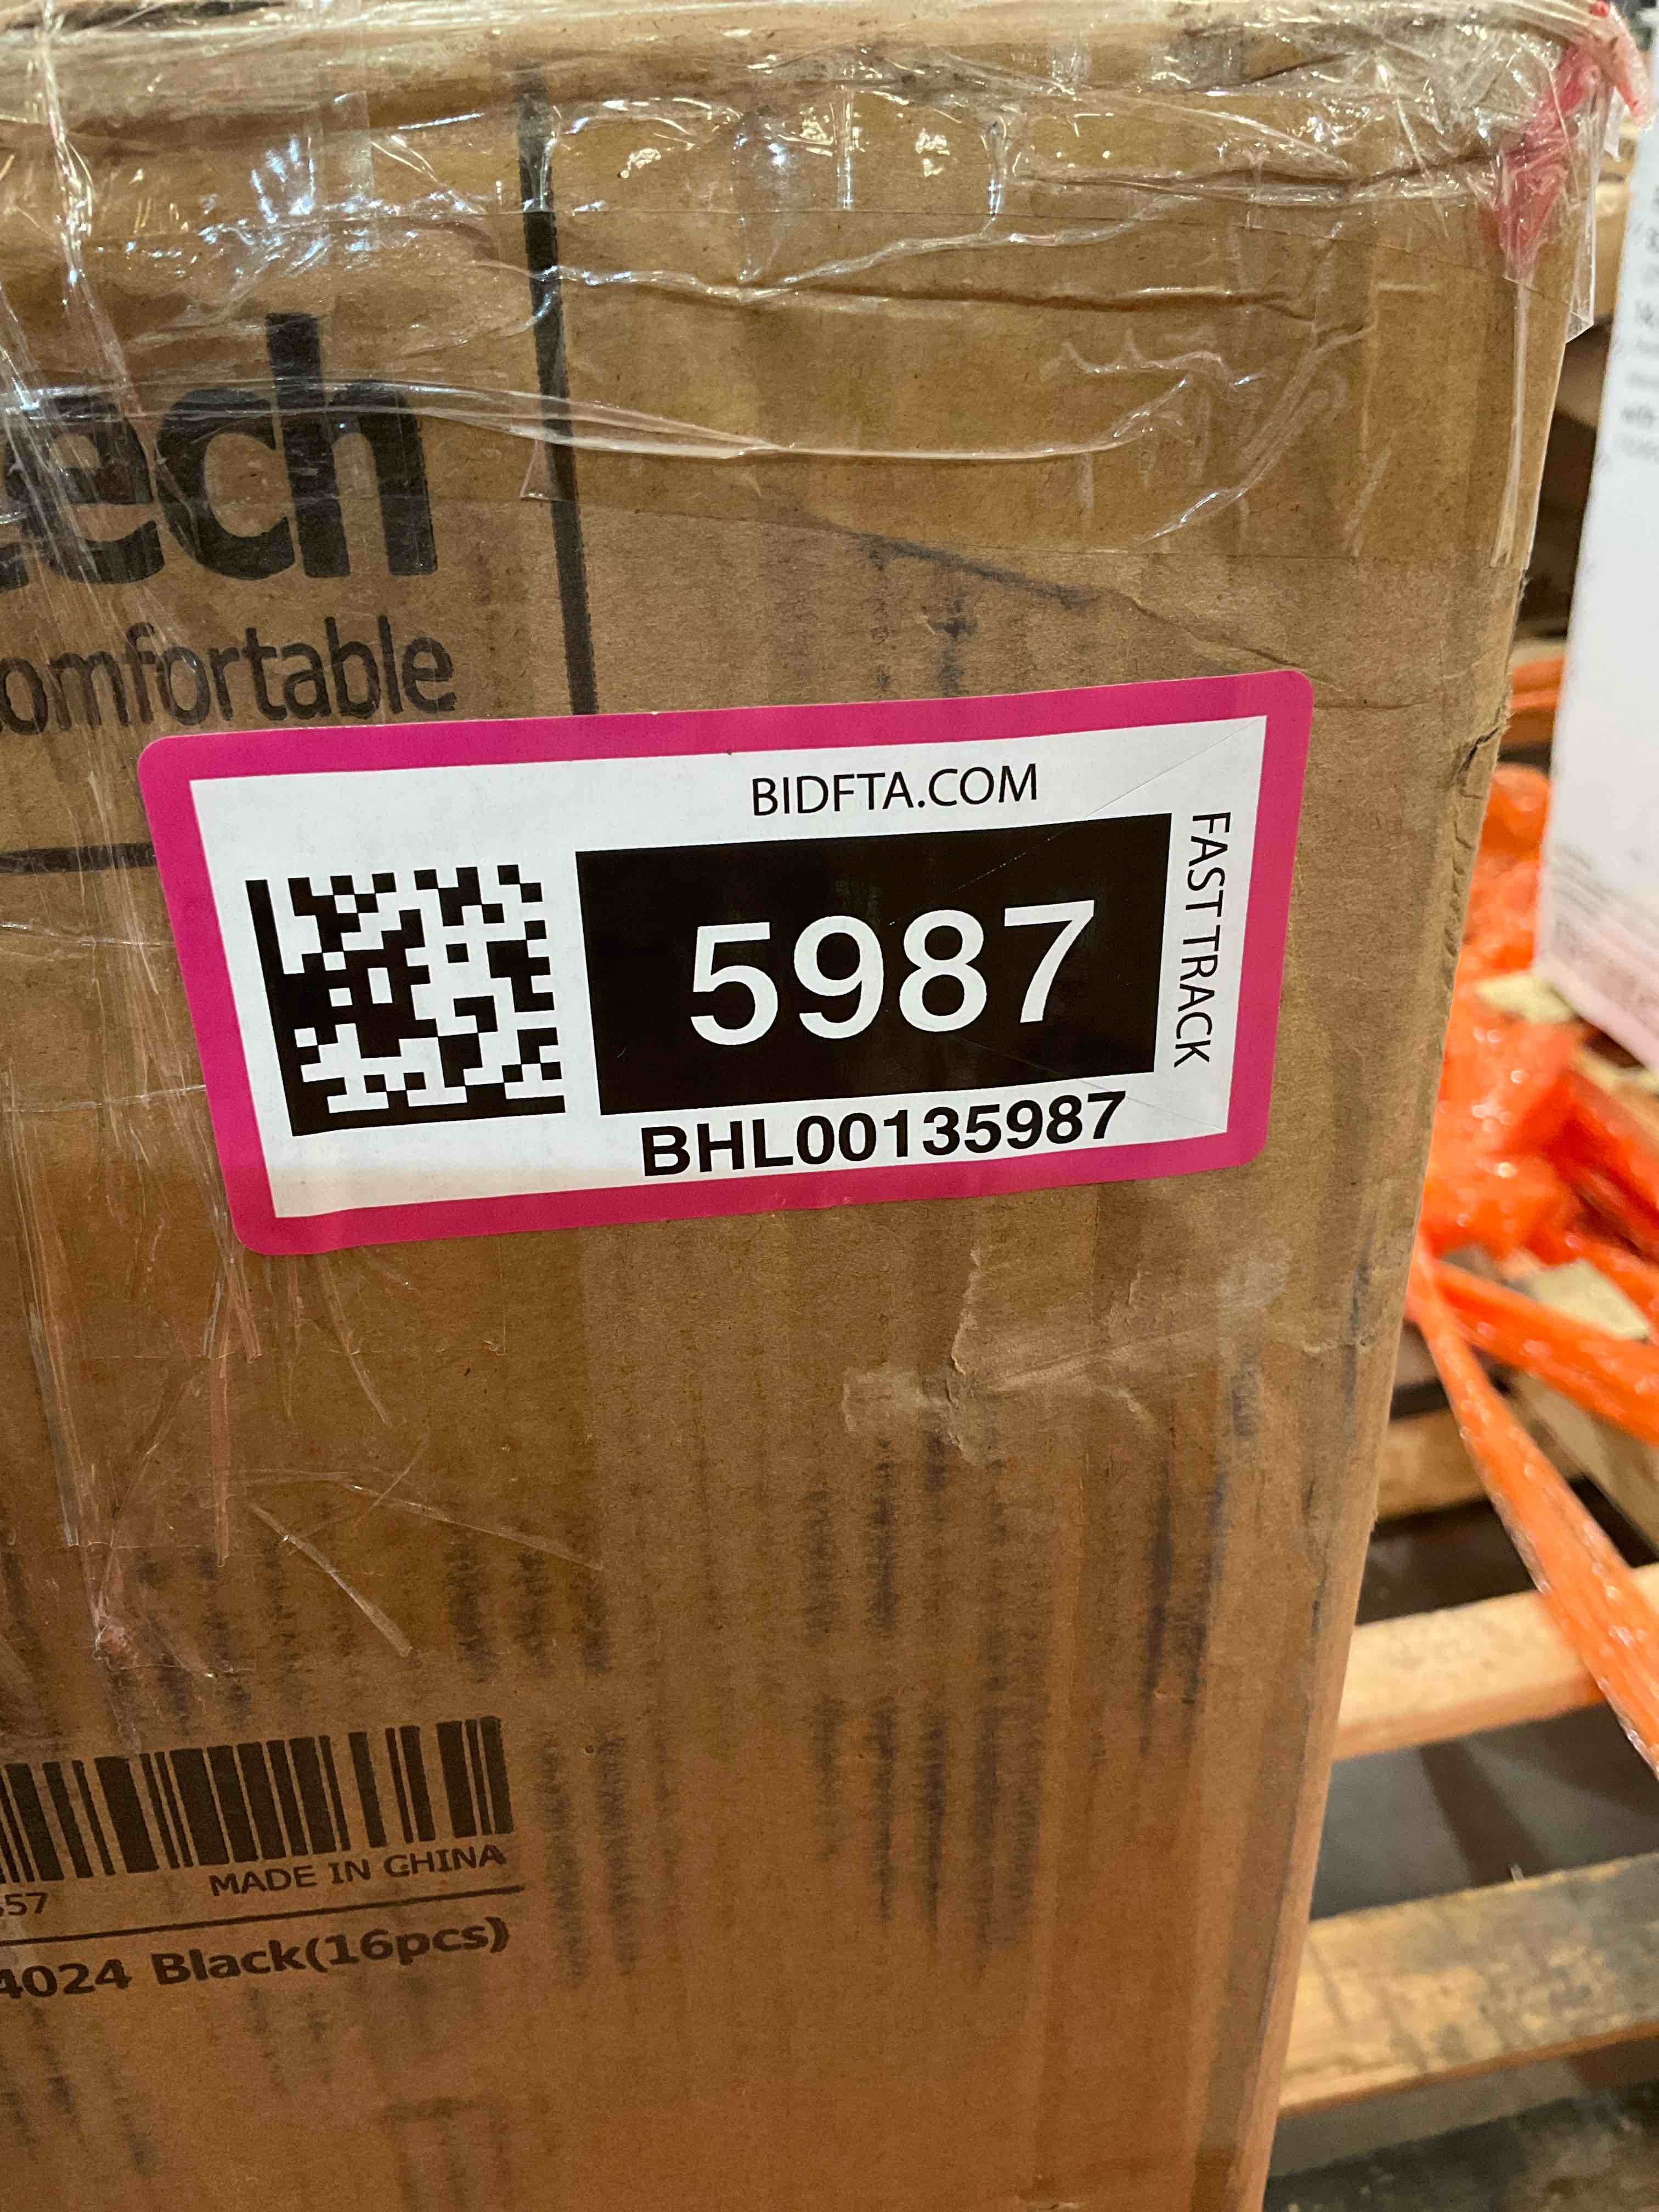 ech
omfortable
BIDFTA.COM
5987
FAST TRACK
BHL00135987
MADE IN CHINA
57
4024 Black(16pcs)